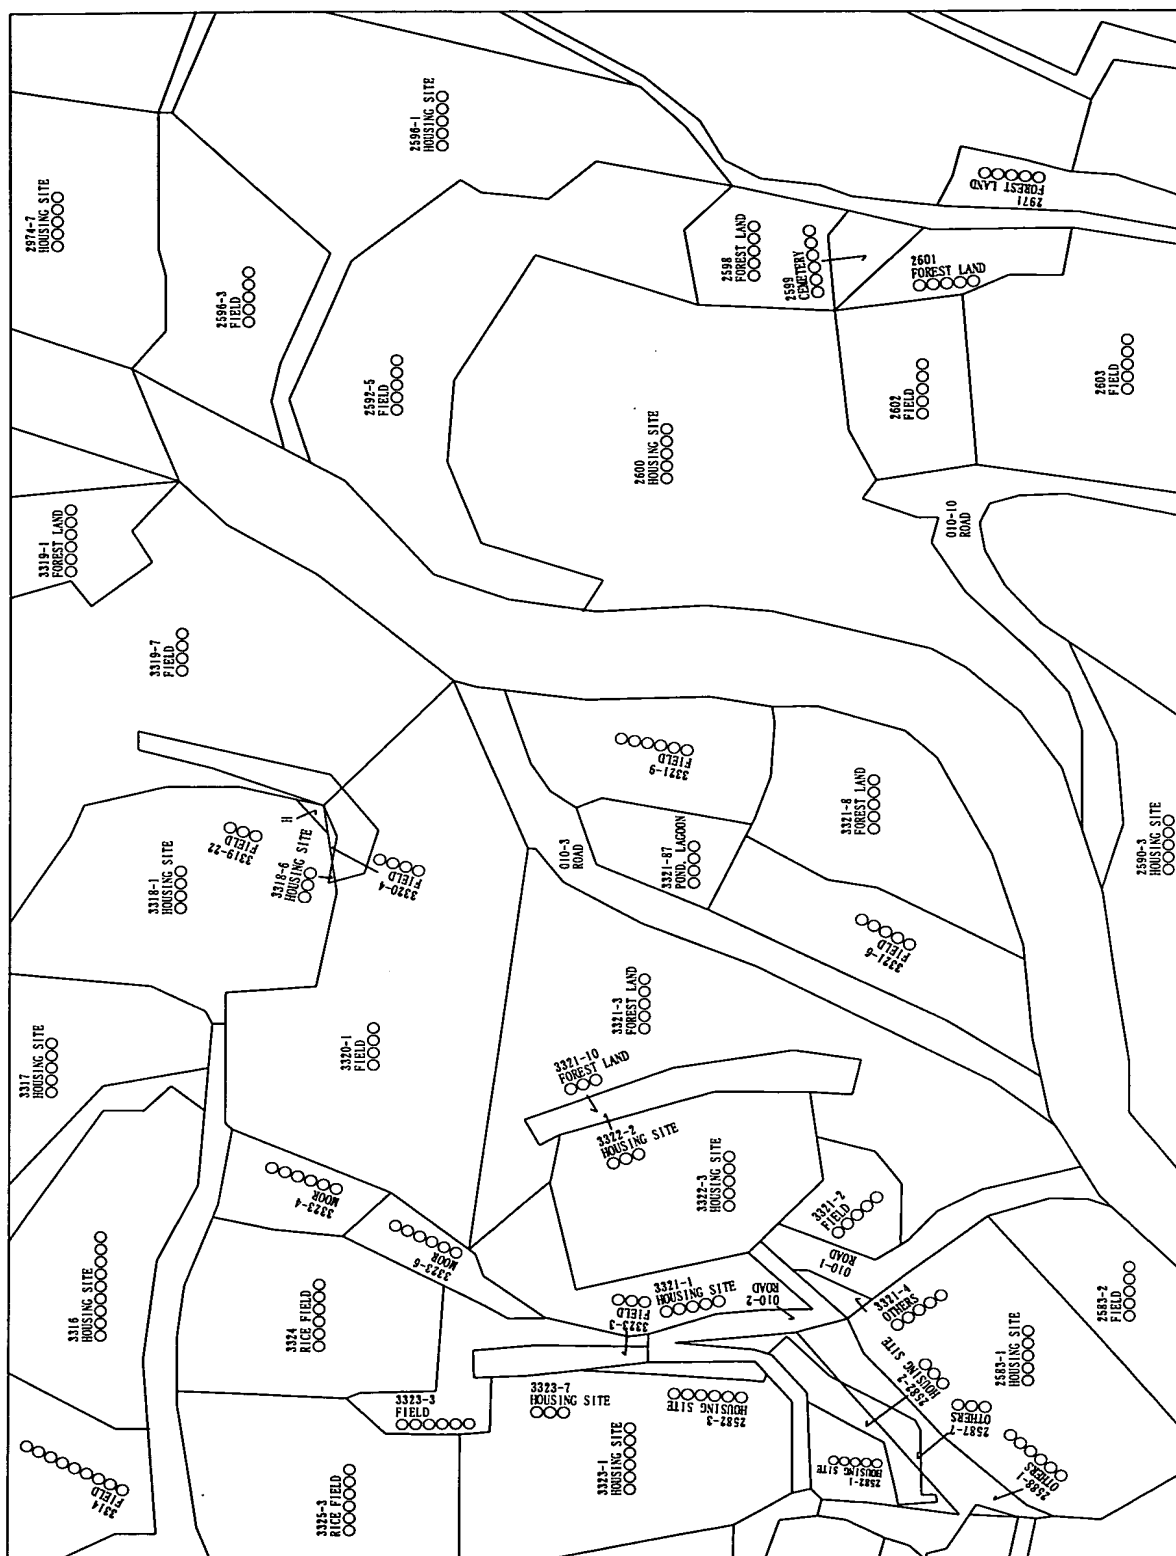 2974-7
HOUSING SITE
○○○○○
2596-1
HOUSING SITE
○○○○○
2971
FOREST LAND
○○○○○
2596-3
FIELD
○○○○○
2598
FOREST LAND
○○○○○
2599
CEMETERY
○○○○○○
2601
FOREST LAND
○○○○○
2592-5
FIELD
○○○○○
2602
FIELD
○○○○○
2603
FIELD
○○○○○
2600
HOUSING SITE
○○○○○
010-10
ROAD
3319-1
FOREST LAND
○○○○○○
3319-7
FIELD
○○○○
3321-9
FIELD
○○○○○○
H
3319-22
FIELD
○○○
3318-1
HOUSING SITE
○○○○
3318-6
HOUSING SITE
○○○
3320-4
FIELD
○○○○
010-3
ROAD
3321-87
POND, LAGOON
○○○○
3321-8
FOREST LAND
○○○○○
2590-3
HOUSING SITE
○○○○○
3321-6
FIELD
○○○○○
3317
HOUSING SITE
○○○○○
3320-1
FIELD
○○○○
3321-3
FOREST LAND
○○○○○
3321-10
FOREST LAND
○○○
3322-2
HOUSING SITE
○○○
3322-3
HOUSING SITE
○○○○○
3321-2
FIELD
○○○○○
3323-4
MOOR
○○○○○○
3323-6
MOOR
○○○○○○
010-1
ROAD
3316
HOUSING SITE
○○○○○○○○○
3324
RICE FIELD
○○○○○○
3323-3
FIELD
○○○
3321-1
HOUSING SITE
○○○○○
010-2
ROAD
3321-4
OTHERS
○○○○○
2583-2
FIELD
○○○○○
2583-1
HOUSING SITE
○○○○○
2582-2
HOUSING SITE
○○○
2587-7
OTHERS
○○○
3323-3
FIELD
○○○○○○
3323-7
HOUSING SITE
○○○
2582-3
HOUSING SITE
○○○○○○
3323-1
HOUSING SITE
○○○○○○
2582-1
HOUSING SITE
○○○○○
2588-1
OTHERS
○○○○○○
3314
FIELD
○○○○○○○○○
3325-3
RICE FIELD
○○○○○○